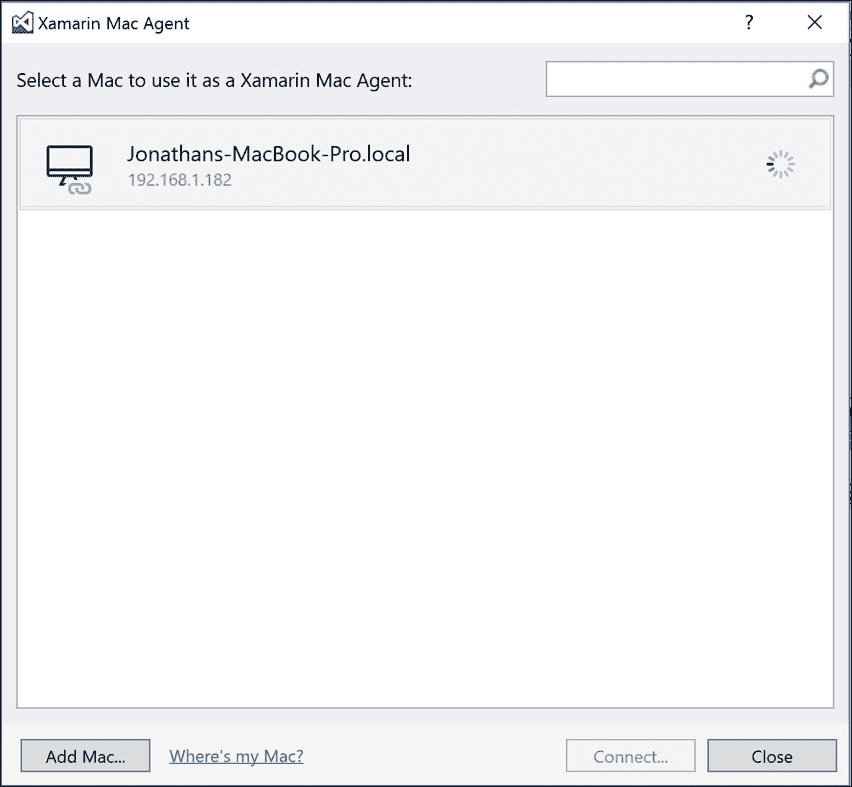 Xamarin Mac Agent
?
Select a Mac to use it as a Xamarin Mac Agent:
Jonathans-MacBook-Pro.local
192.168.1.182
Add Mac...
Where's my Mac?
Connect...
Close